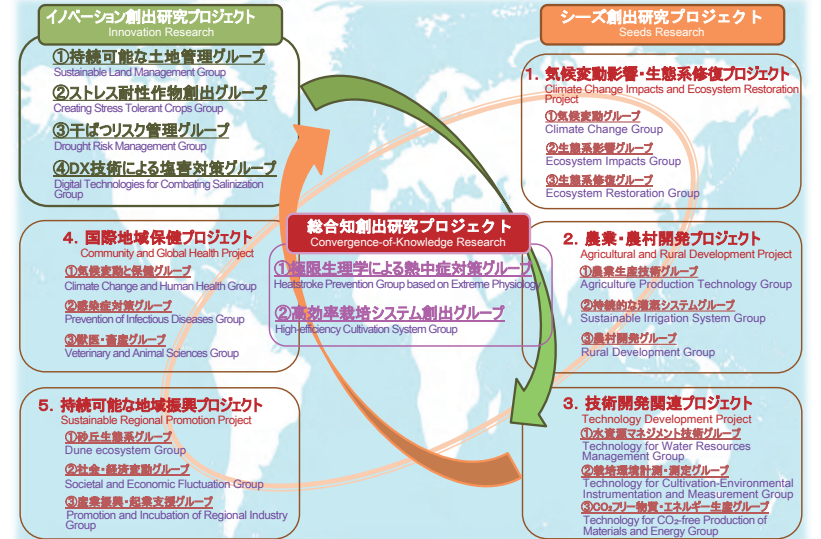 イノベーション創出研究プロジェクト
Innovation Research
①持続可能な土地管理グループ
Sustainable Land Management Group
②ストレス耐性作物創出グループ
Creating Stress Tolerant Crops Group
③干ばつリスク管理グループ
Drought Risk Management Group
④DX技術による塩害対策グループ
Digital Technologies for Combating Salinization
Group
シーズ創出研究プロジェクト
Seeds Research
1. 気候変動影響・生態系修復プロジェクト
Climate Change Impacts and Ecosystem Restoration
Project
①気候変動グループ
Climate Change Group
②生態系影響グループ
Ecosystem Impacts Group
③生態系修復グループ
Ecosystem Restoration Group
総合知創出研究プロジェクト
Convergence-of-Knowledge Research
①極限生理学による熱中症対策グループ
Heatstroke Prevention Group based on Extreme Physiology
②高効率栽培システム創出グループ
High-efficiency Cultivation System Group
2. 農業・農村開発プロジェクト
Agricultural and Rural Development Project
①農業生産技術グループ
Agriculture Production Technology Group
②持続的な灌漑システムグループ
Sustainable Irrigation System Group
③農村開発グループ
Rural Development Group
3. 技術開発関連プロジェクト
Technology Development Project
①水資源マネジメント技術グループ
Technology for Water Resources
Management Group
②栽培環境計測・測定グループ
Technology for Cultivation-Environmental
Instrumentation and Measurement Group
③CO₂フリー物質・エネルギー生産グループ
Technology for CO₂-free Production of
Materials and Energy Group
4. 国際地域保健プロジェクト
Community and Global Health Project
①気候変動と保健グループ
Climate Change and Human Health Group
②感染症対策グループ
Prevention of Infectious Diseases Group
③獣医・畜産グループ
Veterinary and Animal Sciences Group
5. 持続可能な地域振興プロジェクト
Sustainable Regional Promotion Project
①砂丘生態系グループ
Dune ecosystem Group
②社会・経済変動グループ
Societal and Economic Fluctuation Group
③産業振興・起業支援グループ
Promotion and Incubation of Regional Industry
Group